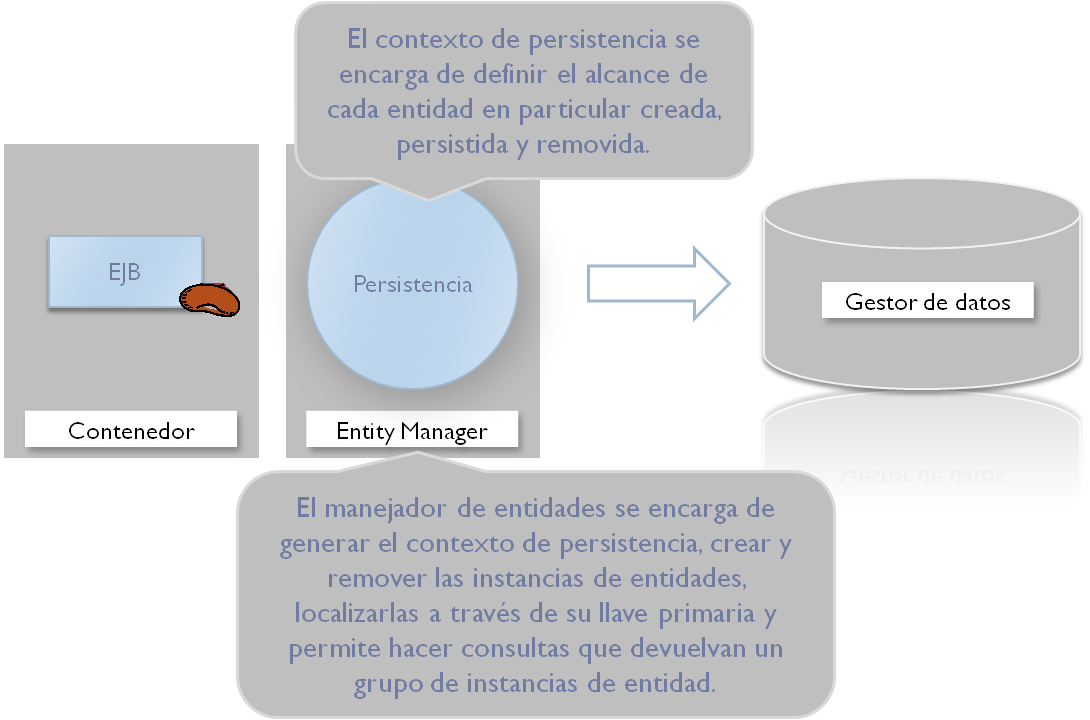 El contexto de persistencia se
encarga de definir el alcance de
cada entidad en particular creada,
persistida y removida.
EJB
Persistencia
Gestor de datos
Contenedor
Entity Manager
Gestor de datos
El manejador de entidades se encarga de
generar el contexto de persistencia, crear y
remover las instancias de entidades,
localizarlas a través de su llave primaria y
permite hacer consultas que devuelvan un
grupo de instancias de entidad.